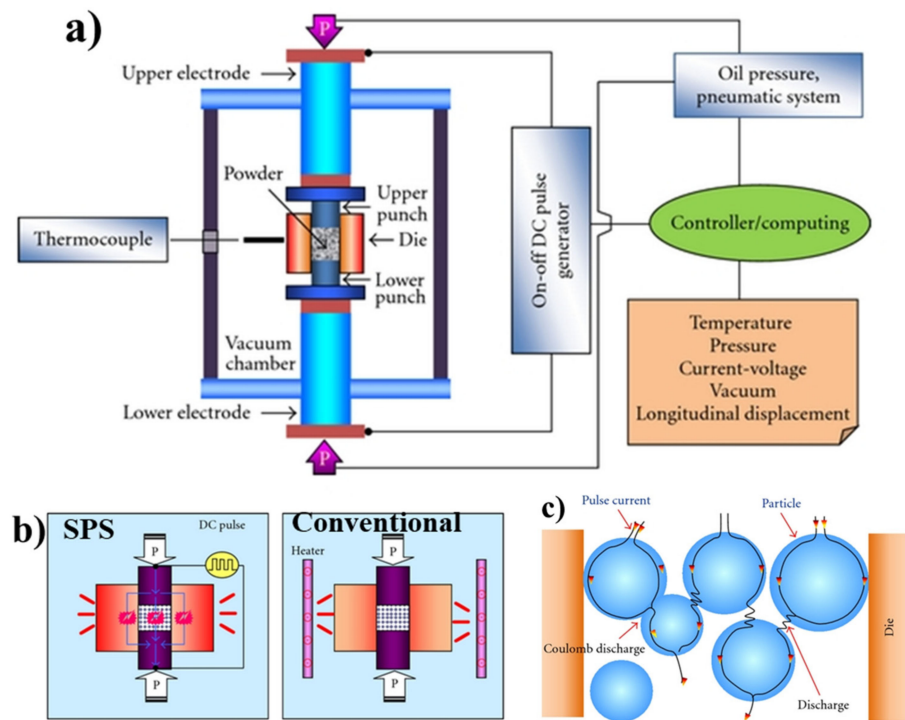 a)
P
Upper electrode
Oil pressure,
pneumatic system
Powder
Upper
punch
On-off DC pulse
generator
Thermocouple
Die
Controller/computing
Lower
punch
Vacuum
chamber
Temperature
Pressure
Current-voltage
Vacuum
Longitudinal displacement
Lower electrode
P
b)
SPS
DC pulse
P
P
Conventional
Heater
P
P
c)
Pulse current
Particle
Coulomb discharge
Die
Discharge